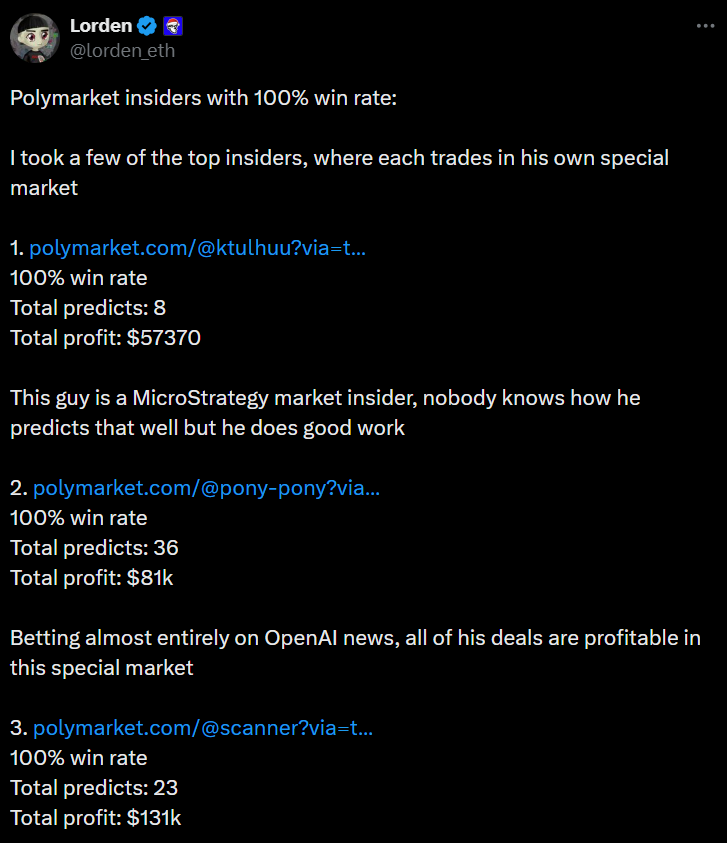 Lorden
@lorden_eth
Polymarket insiders with 100% win rate:
I took a few of the top insiders, where each trades in his own special
market
1. polymarket.com/@ktulhuu?via=t...
100% win rate
Total predicts: 8
Total profit: $57370
This guy is a MicroStrategy market insider, nobody knows how he
predicts that well but he does good work
2. polymarket.com/@pony-pony?via...
100% win rate
Total predicts: 36
Total profit: $81k
Betting almost entirely on OpenAI news, all of his deals are profitable in
this special market
3. polymarket.com/@scanner?via=t...
100% win rate
Total predicts: 23
Total profit: $131k